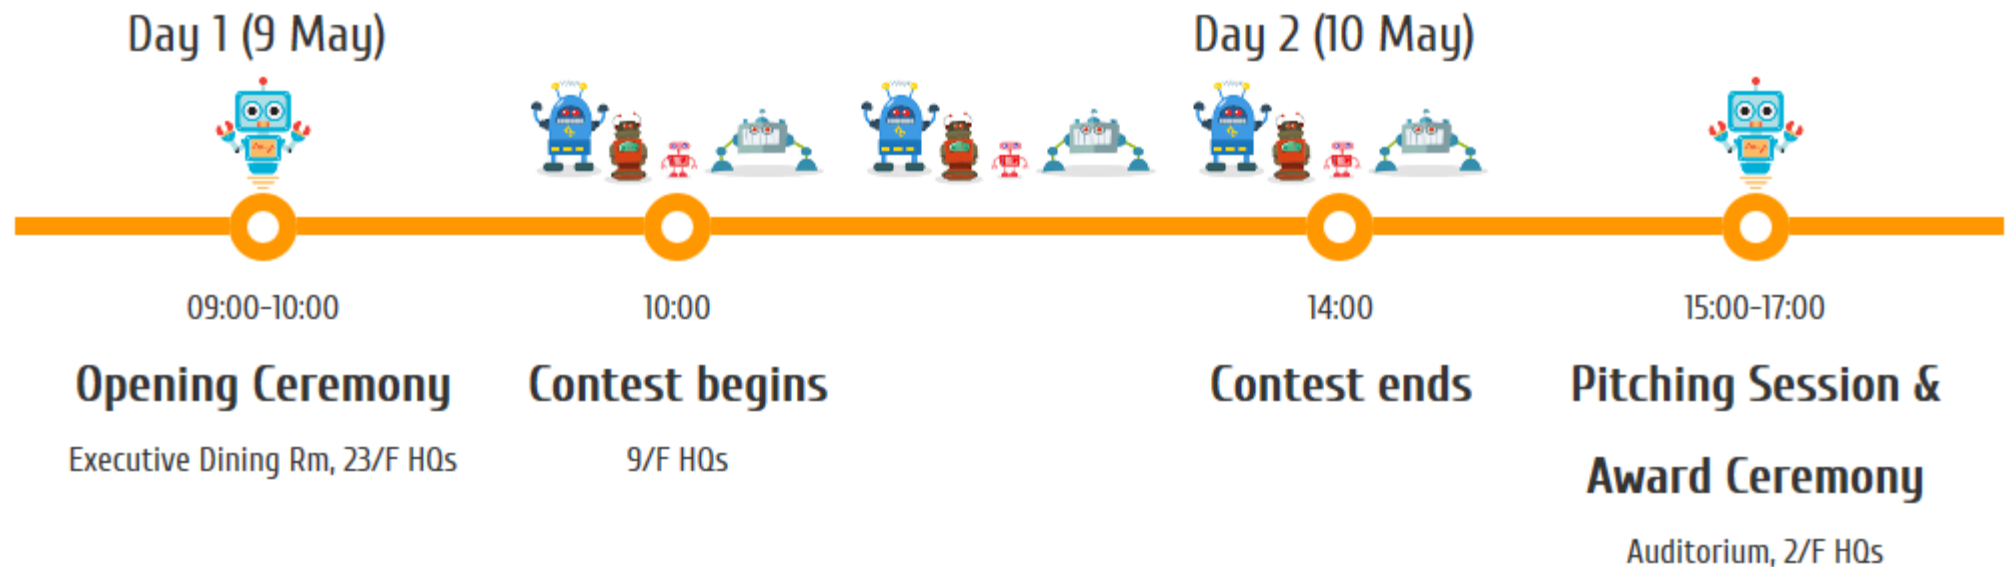 Day 1 (9 May)
Day 2 (10 May)
09:00-10:00
10:00
14:00
15:00-17:00
Opening Ceremony
Contest begins
Contest ends
Pitching Session &
Executive Dining Rm, 23/F HQs
9/F HQs
Award Ceremony
Auditorium, 2/F HQs